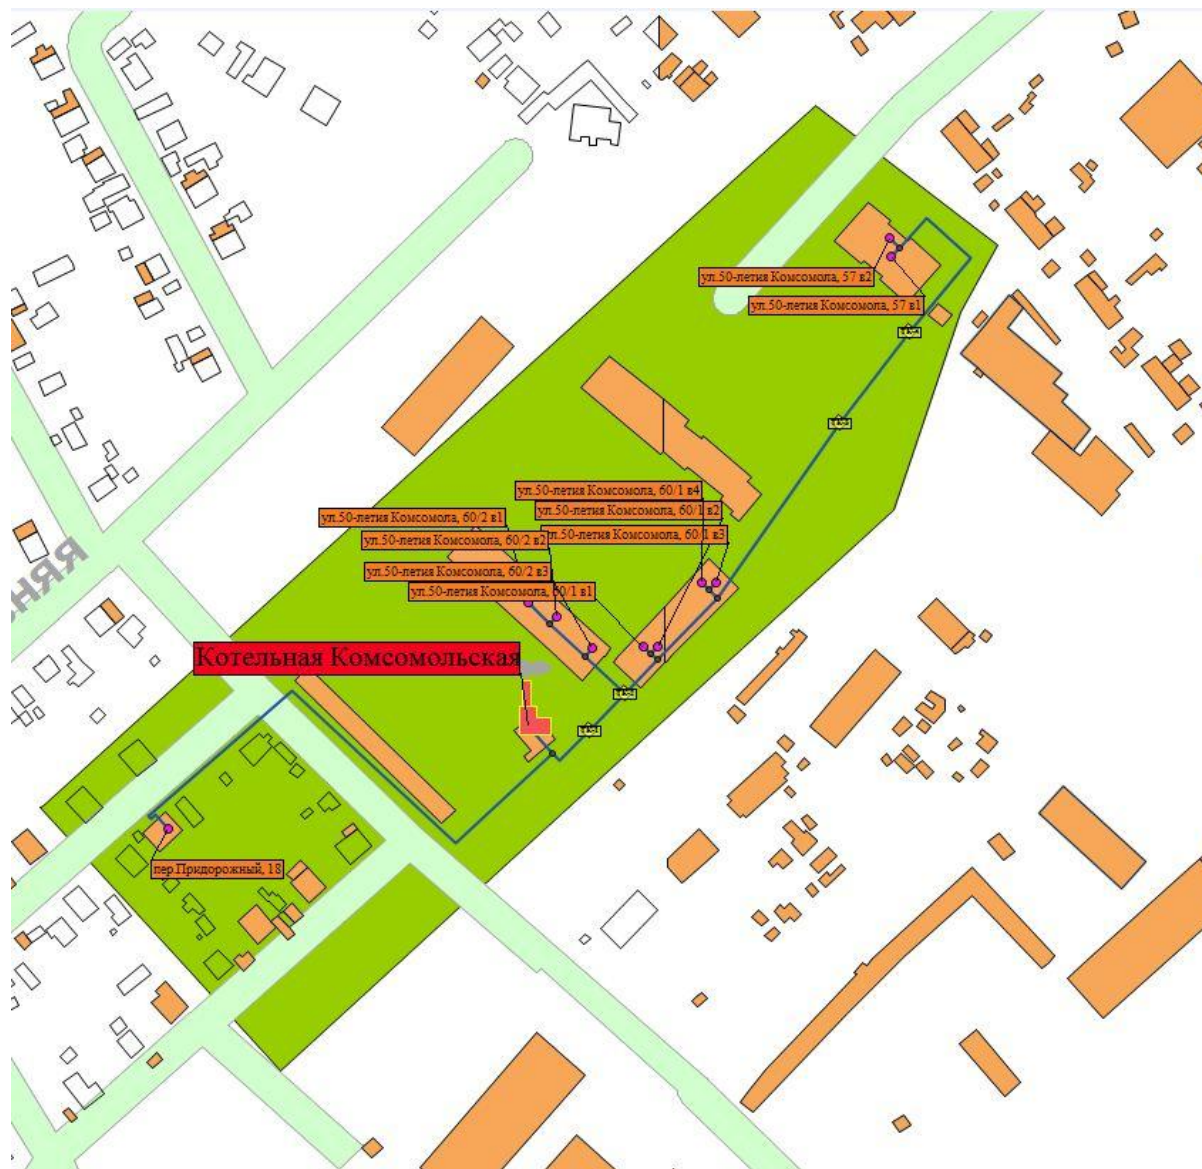 ул.50-летия Комсомола, 57 в2
ул.50-летия Комсомола, 57 в1
ул.50-летия Комсомола, 60/1 в4
ул.50-летия Комсомола, 60/1 в2
ул.50-летия Комсомола, 60/2 в1
ул.50-летия Комсомола, 60/1 в3
ул.50-летия Комсомола, 60/2 в2
ул.50-летия Комсомола, 60/2 в3
ул.50-летия Комсомола, 60/1 в1
Котельная Комсомольская
пер.Придорожный, 18